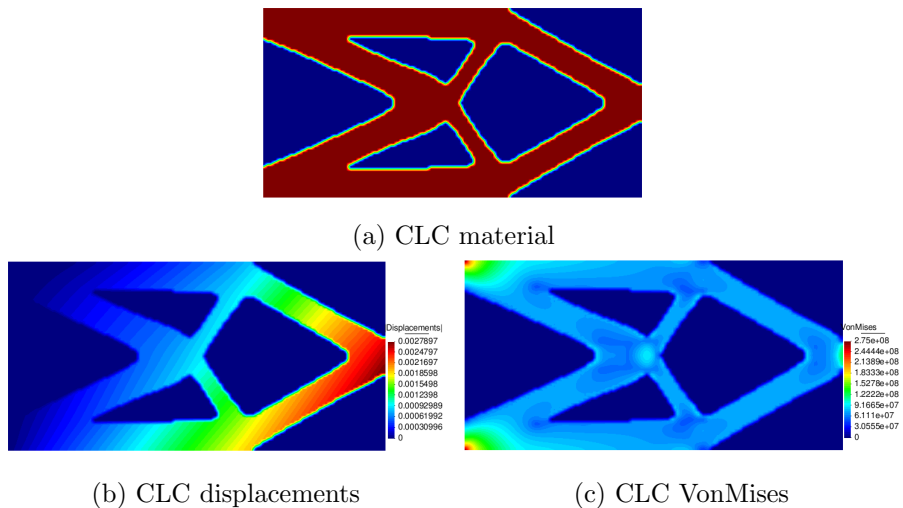 (a) CLC material
Displacements|
0.0027897
0.0024797
0.0021697
0.0018598
0.0015498
0.0012398
0.00092989
0.00061992
0.00030996
0
(b) CLC displacements
VonMises
2.75e+08
2.4444e+08
2.1389e+08
1.8333e+08
1.5278e+08
1.2222e+08
9.1665e+07
6.111e+07
3.0555e+07
0
(c) CLC VonMises